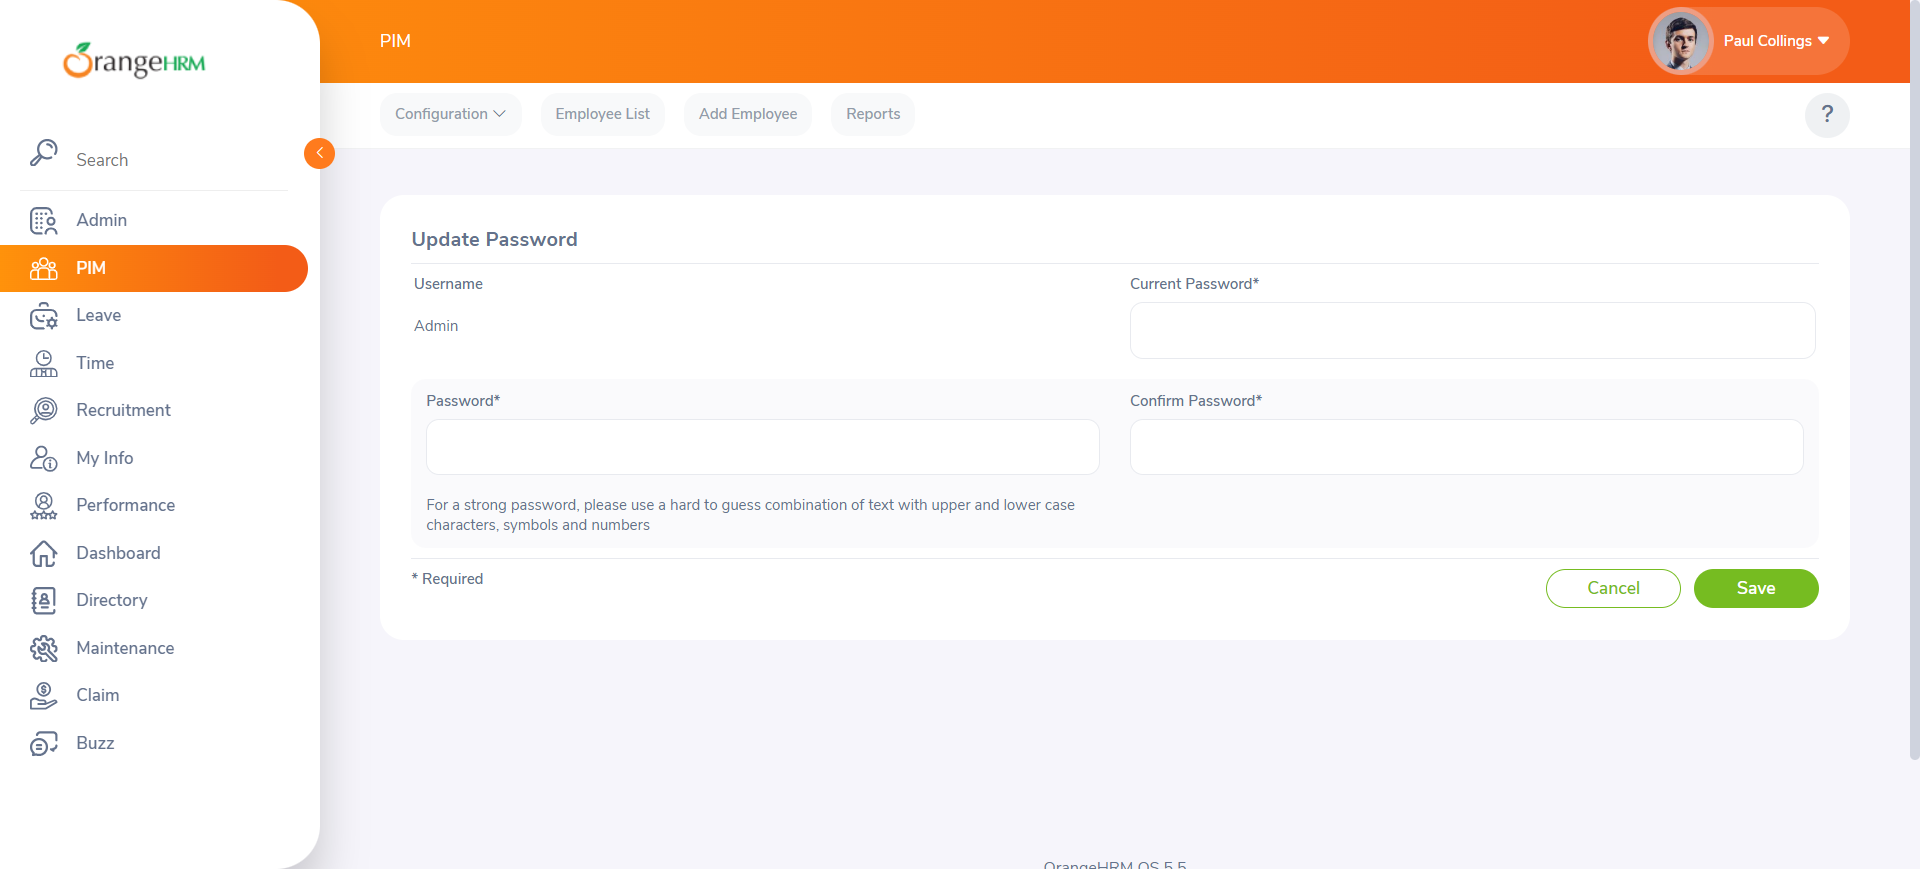 OrangeHRM
Search
Admin
PIM
Leave
Time
Recruitment
My Info
Performance
Dashboard
Directory
Maintenance
Claim
Buzz
PIM
Paul Collings
Configuration
Employee List
Add Employee
Reports
?
Update Password
Username
Admin
Current Password*
Password*
Confirm Password*
For a strong password, please use a hard to guess combination of text with upper and lower case
characters, symbols and numbers
* Required
Cancel
Save
OrangeHRM OS 5.5